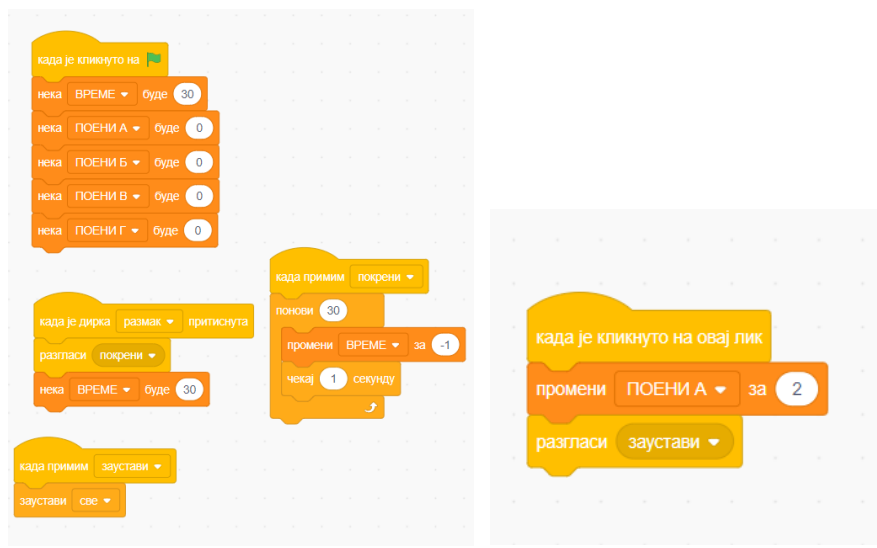 када је кликнуто на
нека ВРЕМЕ буде 30
нека ПОЕНИ А буде 0
нека ПОЕНИ Б буде 0
нека ПОЕНИ В буде 0
нека ПОЕНИ Г буде 0
када је дирка размак притиснута
разгласи покрени
нека ВРЕМЕ буде 30
када примим покрени
понови 30
промени ВРЕМЕ за -1
чекај 1 секунду
када примим заустави
заустави све
када је кликнуто на овај лик
промени ПОЕНИ А за 2
разгласи заустави